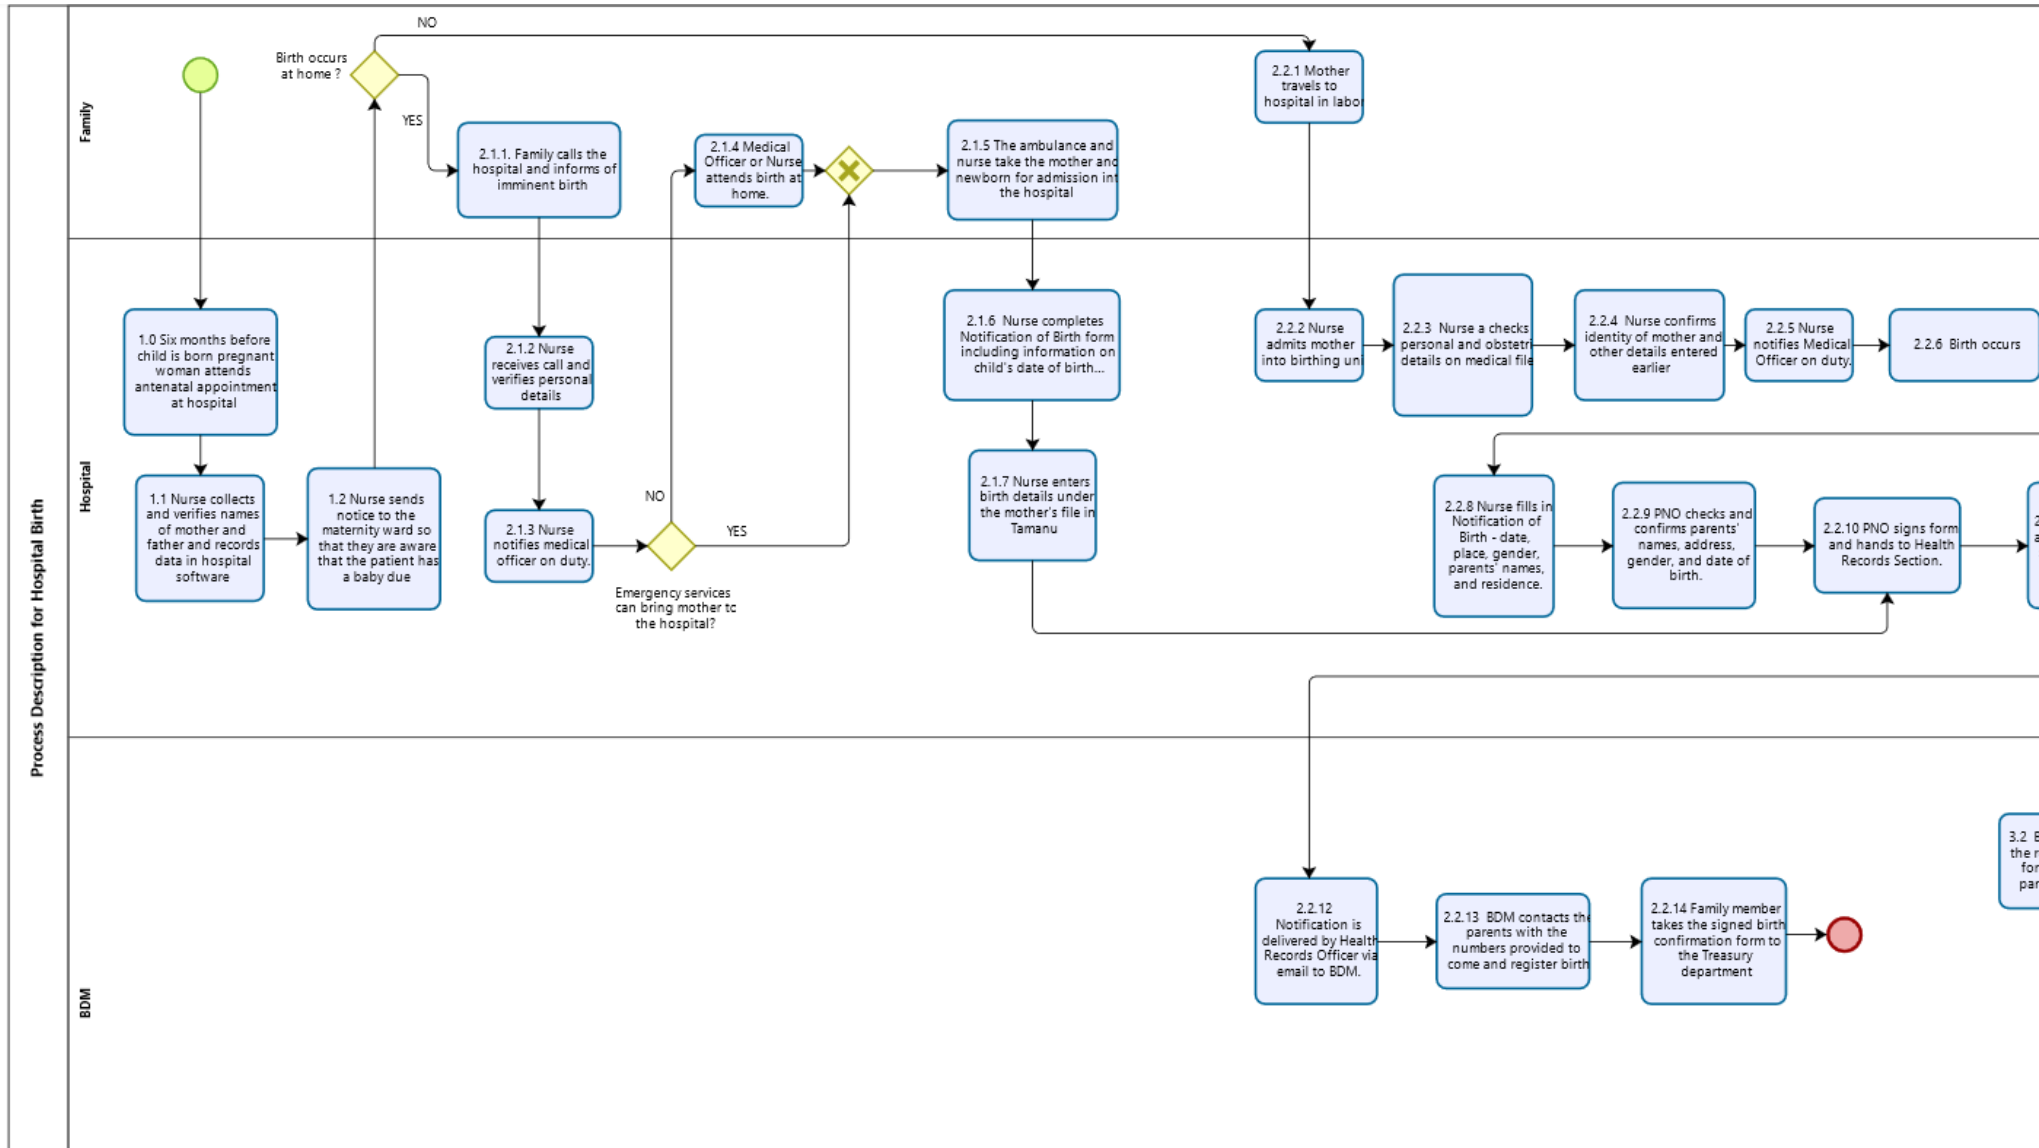 Process Description for Hospital Birth
Family
NO
Birth occurs
at home ?
YES
2.1.1. Family calls the
hospital and informs of
imminent birth
2.1.4 Medical
Officer or Nurse
attends birth at
home.
2.1.5 The ambulance and
nurse take the mother and
newborn for admission int
the hospital
2.2.1 Mother
travels to
hospital in labor
Hospital
1.0 Six months before
child is born pregnant
woman attends
antenatal appointment
at hospital
1.1 Nurse collects
and verifies names
of mother and
father and records
data in hospital
software
1.2 Nurse sends
notice to the
maternity ward so
that they are aware
that the patient has
a baby due
2.1.2 Nurse
receives call and
verifies personal
details
2.1.3 Nurse
notifies medical
officer on duty.
NO
YES
Emergency services
can bring mother tc
the hospital?
2.1.6 Nurse completes
Notification of Birth form
including information on
child's date of birth...
2.1.7 Nurse enters
birth details under
the mother's file in
Tamanu
2.2.2 Nurse
admits mother
into birthing uni
2.2.3 Nurse a checks
personal and obstetri
details on medical file
2.2.4 Nurse confirms
identity of mother and
other details entered
earlier
2.2.5 Nurse
notifies Medical
Officer on duty.
2.2.6 Birth occurs
2.2.8 Nurse fills in
Notification of
Birth - date,
place, gender,
parents' names,
and residence.
2.2.9 PNO checks and
confirms parents'
names, address,
gender, and date of
birth.
2.2.10 PNO signs form
and hands to Health
Records Section.
2
a
BDM
2.2.12
Notification is
delivered by Health
Records Officer via
email to BDM.
2.2.13 BDM contacts the
parents with the
numbers provided to
come and register birth
2.2.14 Family member
takes the signed birth
confirmation form to
the Treasury
department
3.2 B
the r
for
par